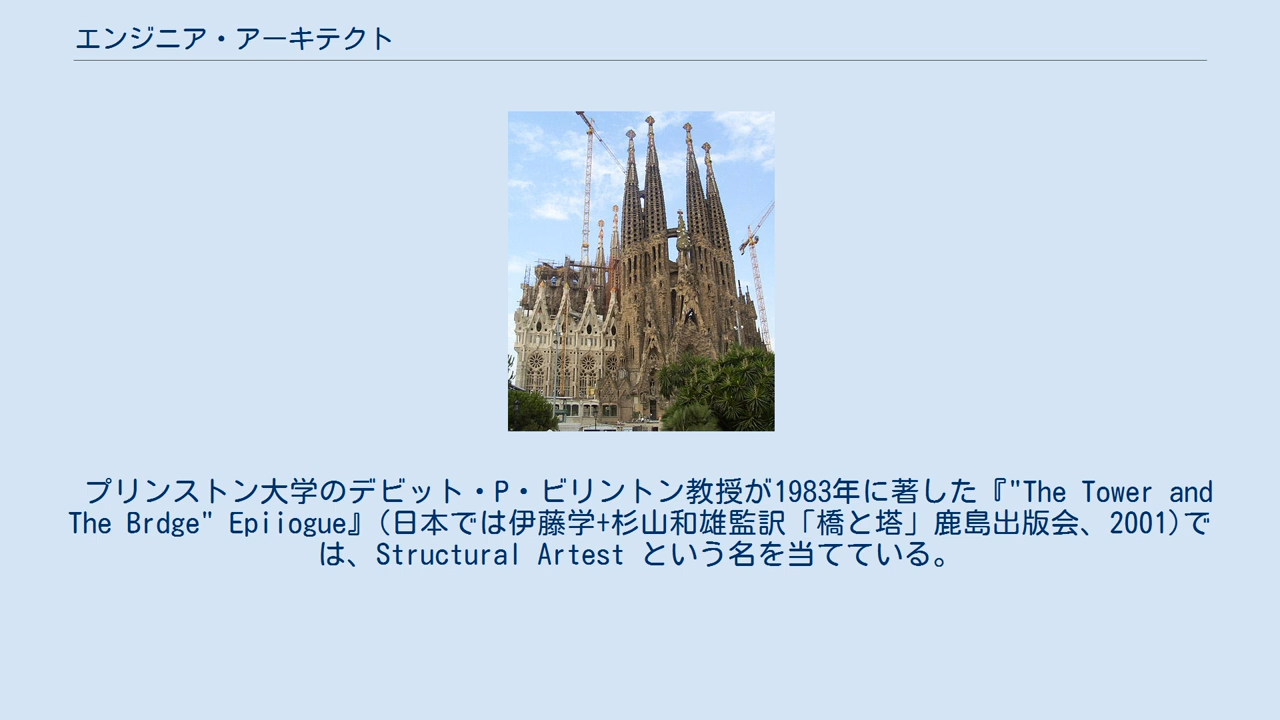 エンジニア・アーキテクト
プリンストン大学のデビット・P・ビリントン教授が1983年に著した『"The Tower and
The Brdge" Epiiogue』(日本では伊藤学+杉山和雄監訳「橋と塔」鹿島出版会、2001)で
は、Structural Artest という名を当てている。